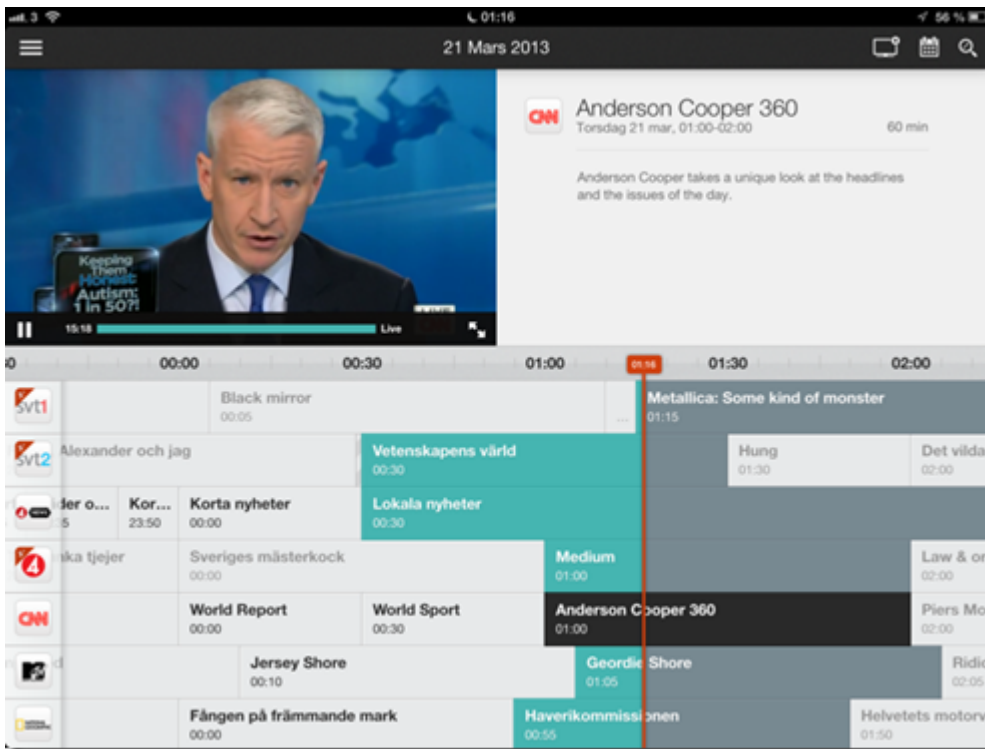 3
01:16
56 %
21 Mars 2013
CNN
Anderson Cooper 360
Torsdag 21 mar, 01:00-02:00
60 min
Anderson Cooper takes a unique look at the headlines
and the issues of the day.
Keeping
Them
Honest
Autism:
1 in 50?!
LIVE
15:18
Live
00:00
00:30
01:00
01:16
01:30
02:00
svt1
Black mirror
00:05
...
Metallica: Some kind of monster
01:15
svt2
Alexander och jag
Vetenskapens värld
00:30
Hung
01:30
Det vilda
02:00
4 NEWS
der o...
Kor...
23:50
Korta nyheter
00:00
Lokala nyheter
00:30
4
ka tjejer
Sveriges mästerkock
00:00
Medium
01:00
Law & or
02:00
CNN
World Report
00:00
World Sport
00:30
Anderson Cooper 360
01:00
Piers Mo
02:00
Jersey Shore
00:10
Geordie Shore
01:05
Ridic
02:05
Fången på främmande mark
00:00
Haverikommissionen
00:55
Helvetets motorv
01:50